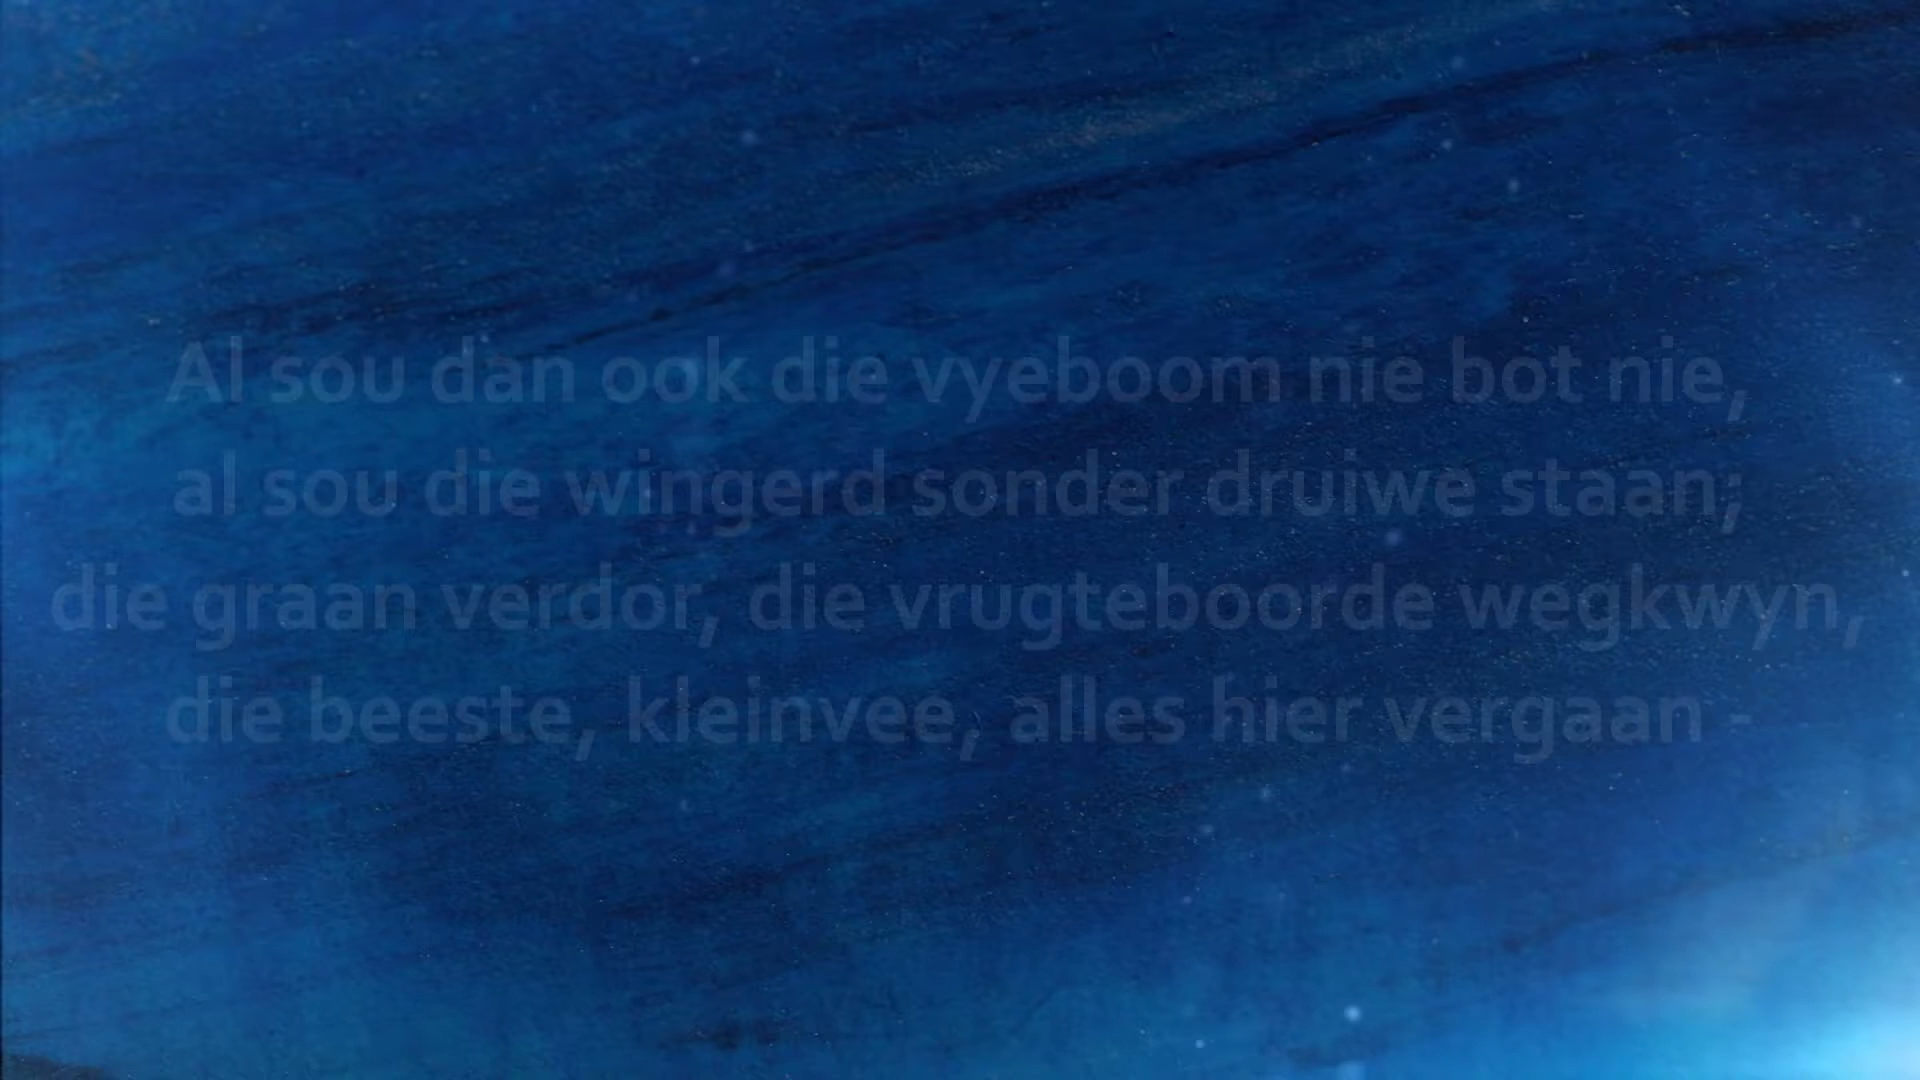 Al sou dan ook die vyeboom nie bot nie,
al sou die wingerd sonder druiwe staan;
die graan verdor, die vrugteboorde wegkwyn,
die beeste, kleinvee, alles hier vergaan -